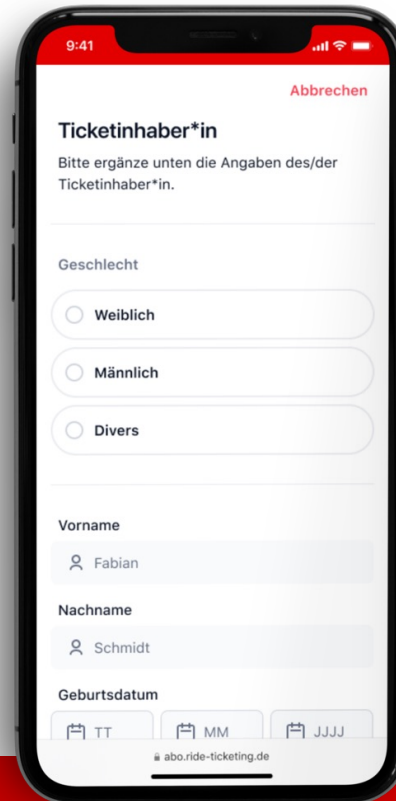 9:41
Abbrechen
Ticketinhaber*in
Bitte ergänze unten die Angaben des/der
Ticketinhaber*in.
Geschlecht
Weiblich
Männlich
Divers
Vorname
Fabian
Nachname
Schmidt
Geburtsdatum
TT MM JJJJ
abo.ride-ticketing.de